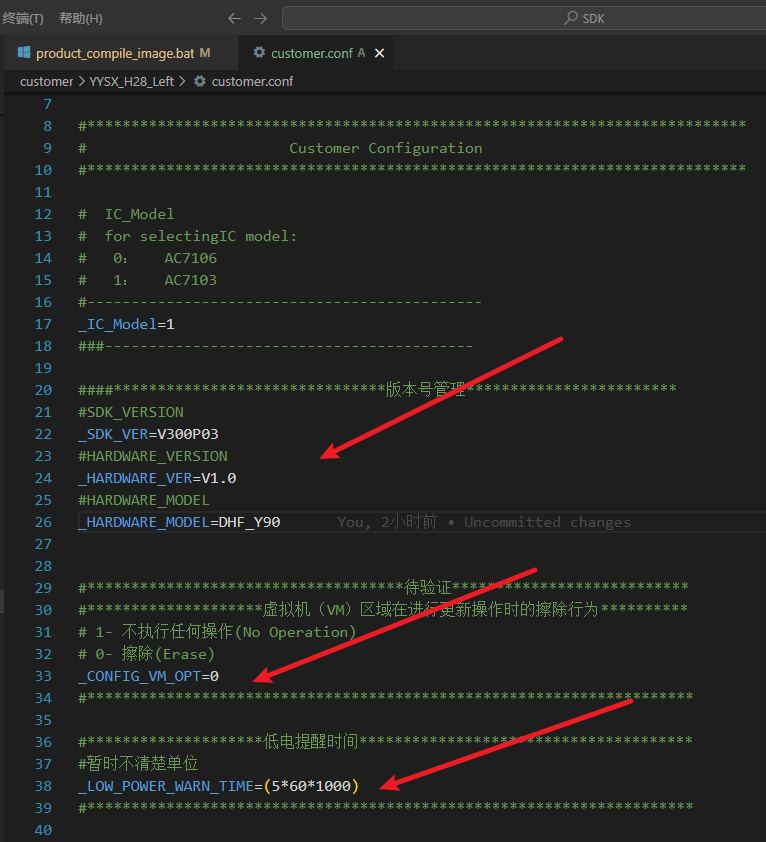 终端(T) 帮助(H) SDK
product_compile_image.bat M customer.conf A
customer > YYSX_H28_Left > customer.conf
7
8 #***************************************************************************
9 # Customer Configuration
10 #***************************************************************************
11
12 # IC_Model
13 # for selectingIC model:
14 # 0： AC7106
15 # 1： AC7103
16 #---------------------------------------------
17 _IC_Model=1
18 ###------------------------------------------
19
20 ####*******************************版本号管理************************
21 #SDK_VERSION
22 _SDK_VER=V300P03
23 #HARDWARE_VERSION
24 _HARDWARE_VER=V1.0
25 #HARDWARE_MODEL
26 _HARDWARE_MODEL=DHF_Y90 You, 2小时前 • Uncommitted changes
27
28
29 #************************************待验证***************************
30 #********************虚拟机（VM）区域在进行更新操作时的擦除行为**********
31 # 1- 不执行任何操作(No Operation)
32 # 0- 擦除(Erase)
33 _CONFIG_VM_OPT=0
34 #*********************************************************************
35
36 #********************低电提醒时间**************************************
37 #暂时不清楚单位
38 _LOW_POWER_WARN_TIME=(5*60*1000)
39 #*********************************************************************
40